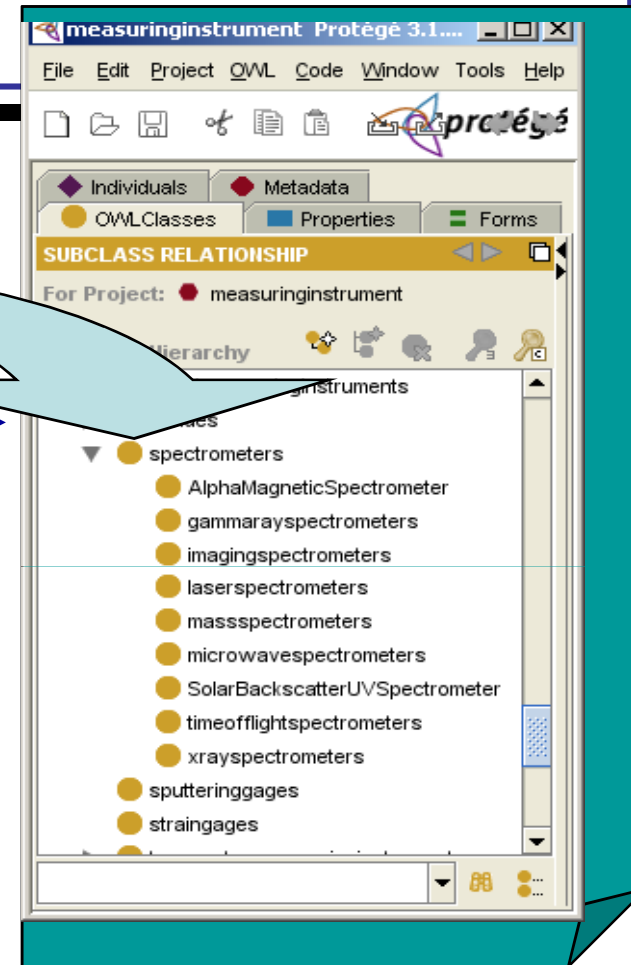 measuringinstrument Protégé 3.1....
File Edit Project OWL Code Window Tools Help
protégé
Individuals Metadata
OWLClasses Properties Forms
SUBCLASS RELATIONSHIP
For Project: measuringinstrument
Hierarchy
spectrometers
AlphaMagneticSpectrometer
gammarayspectrometers
imagingspectrometers
laserspectrometers
massspectrometers
microwavespectrometers
SolarBackscatterUVSpectrometer
timeofflightspectrometers
xrayspectrometers
sputteringgages
straingages